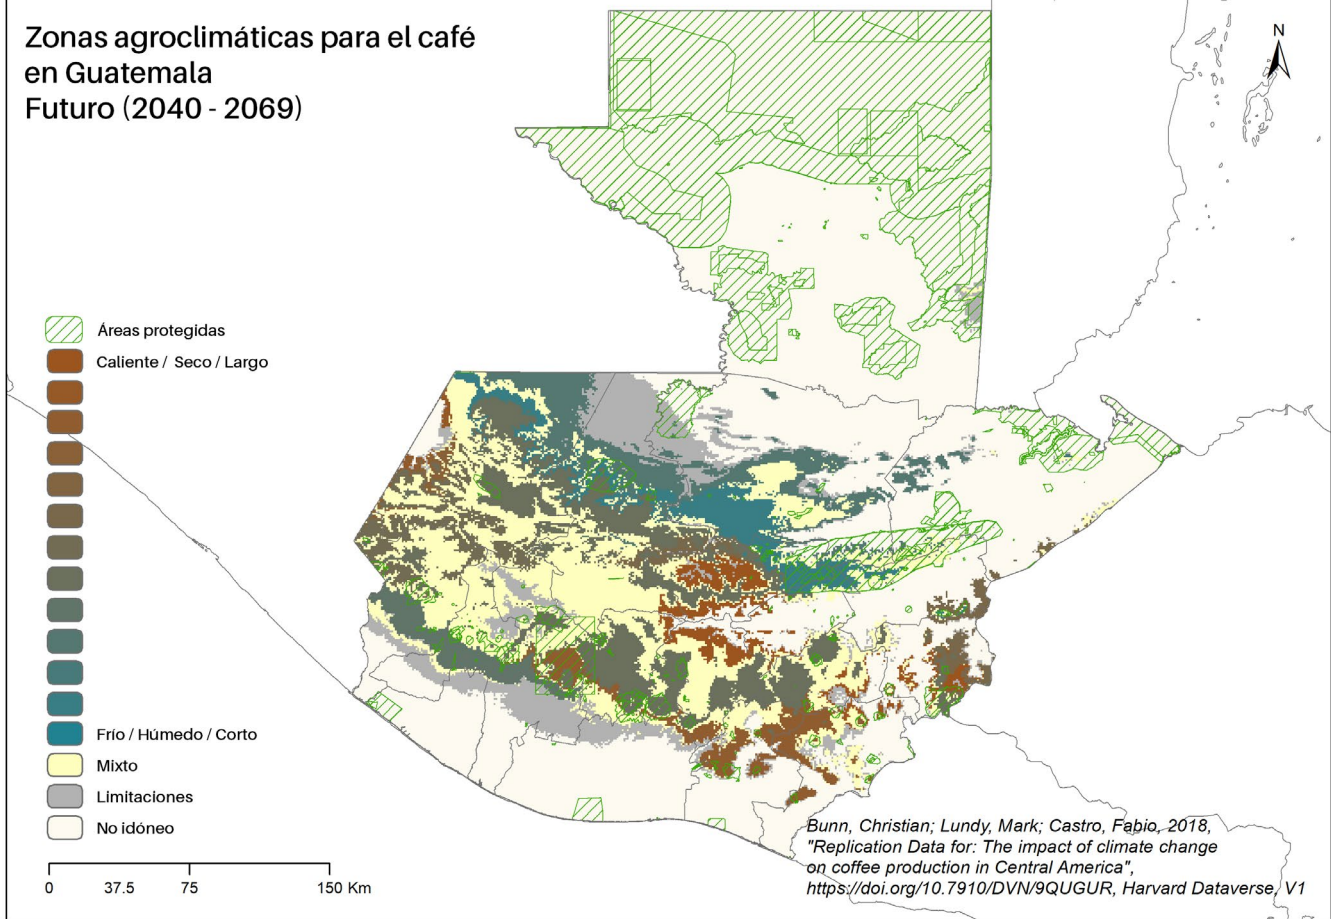 Zonas agroclimáticas para el café
en Guatemala
Futuro (2040 - 2069)
N
Áreas protegidas
Caliente / Seco / Largo
Frío / Húmedo / Corto
Mixto
Limitaciones
No idóneo
0 37.5 75 150 Km
Bunn, Christian; Lundy, Mark; Castro, Fabio, 2018,
"Replication Data for: The impact of climate change
on coffee production in Central America",
https://doi.org/10.7910/DVN/9QUGUR, Harvard Dataverse, V1